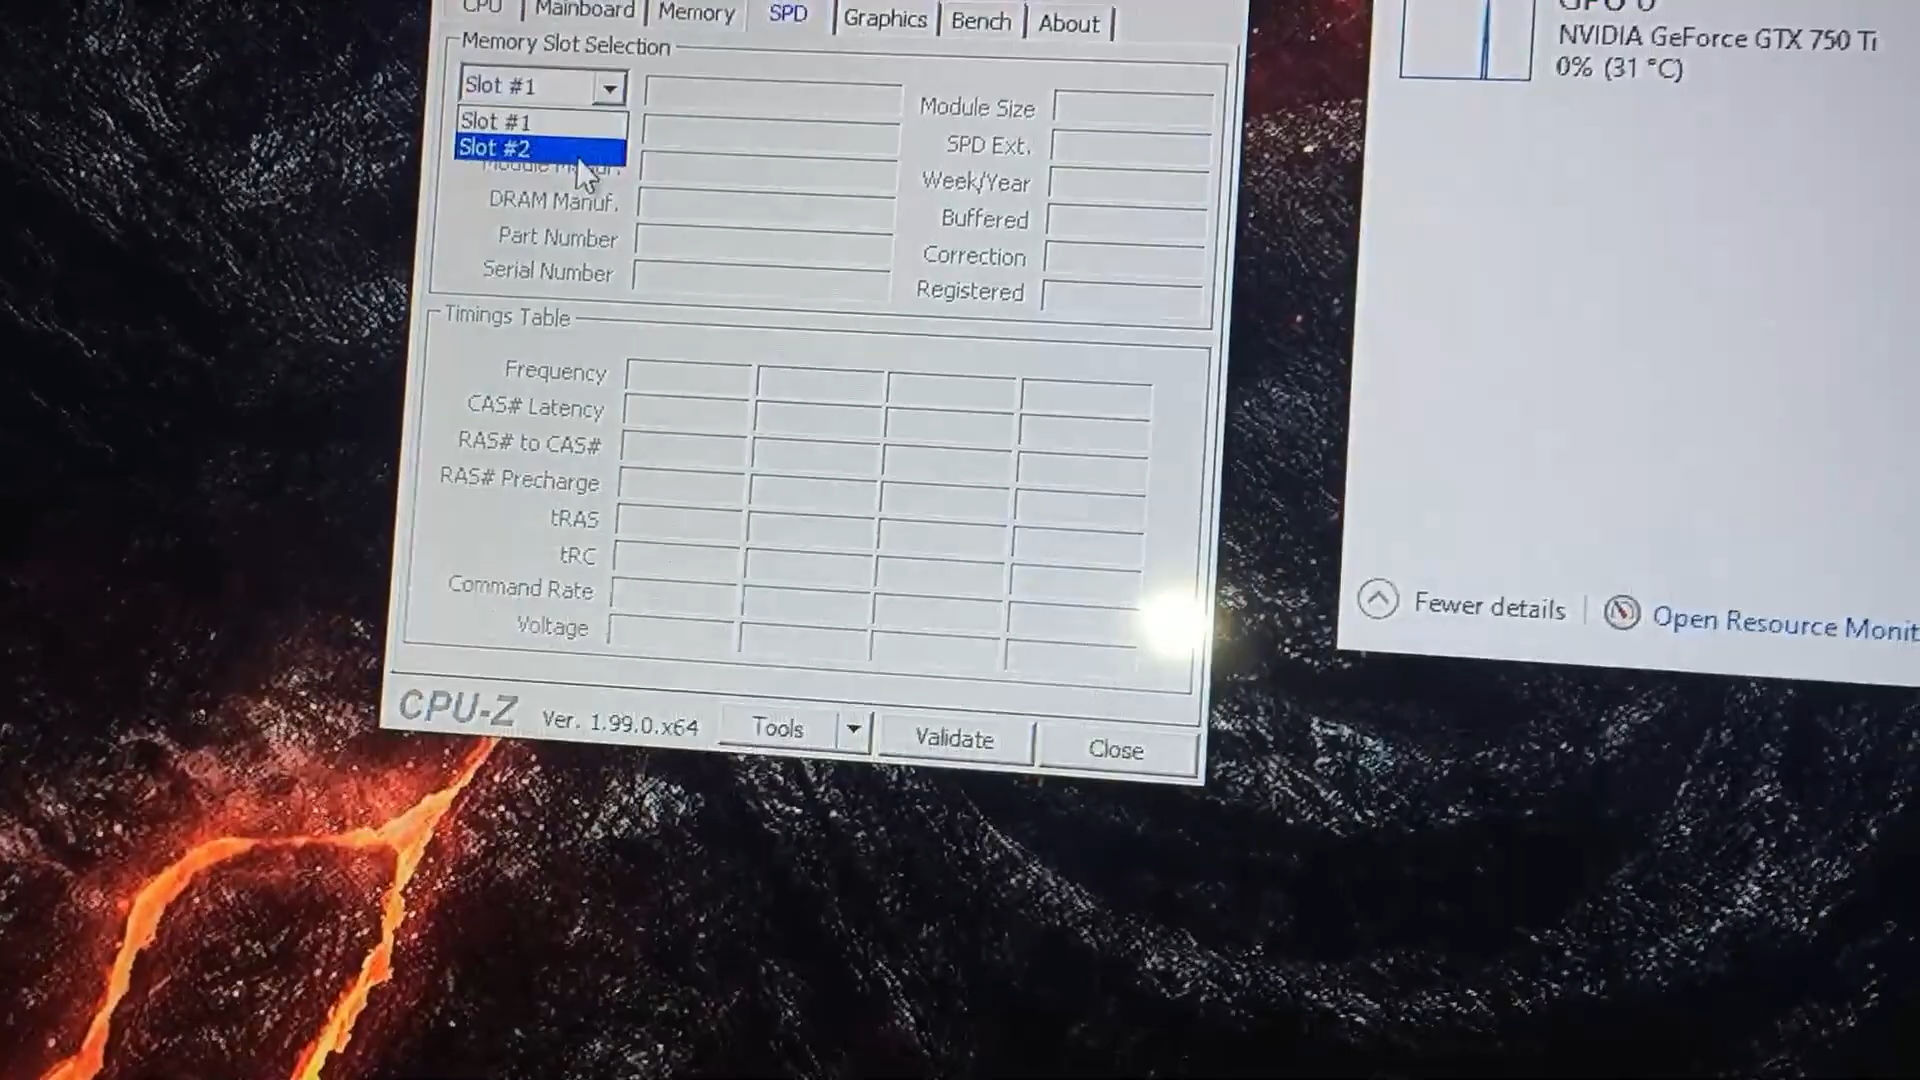 CPU Mainboard Memory SPD Graphics Bench About
Memory Slot Selection
Slot #1
Slot #1
Slot #2
DRAM Manuf.
Part Number
Serial Number
Module Size
SPD Ext.
Week/Year
Buffered
Correction
Registered
Timings Table
Frequency
CAS# Latency
RAS# to CAS#
RAS# Precharge
tRAS
tRC
Command Rate
Voltage
CPU-Z Ver. 1.99.0.x64 Tools Validate Close
GPU 0
NVIDIA GeForce GTX 750 Ti
0% (31 °C)
Fewer details
Open Resource Monit